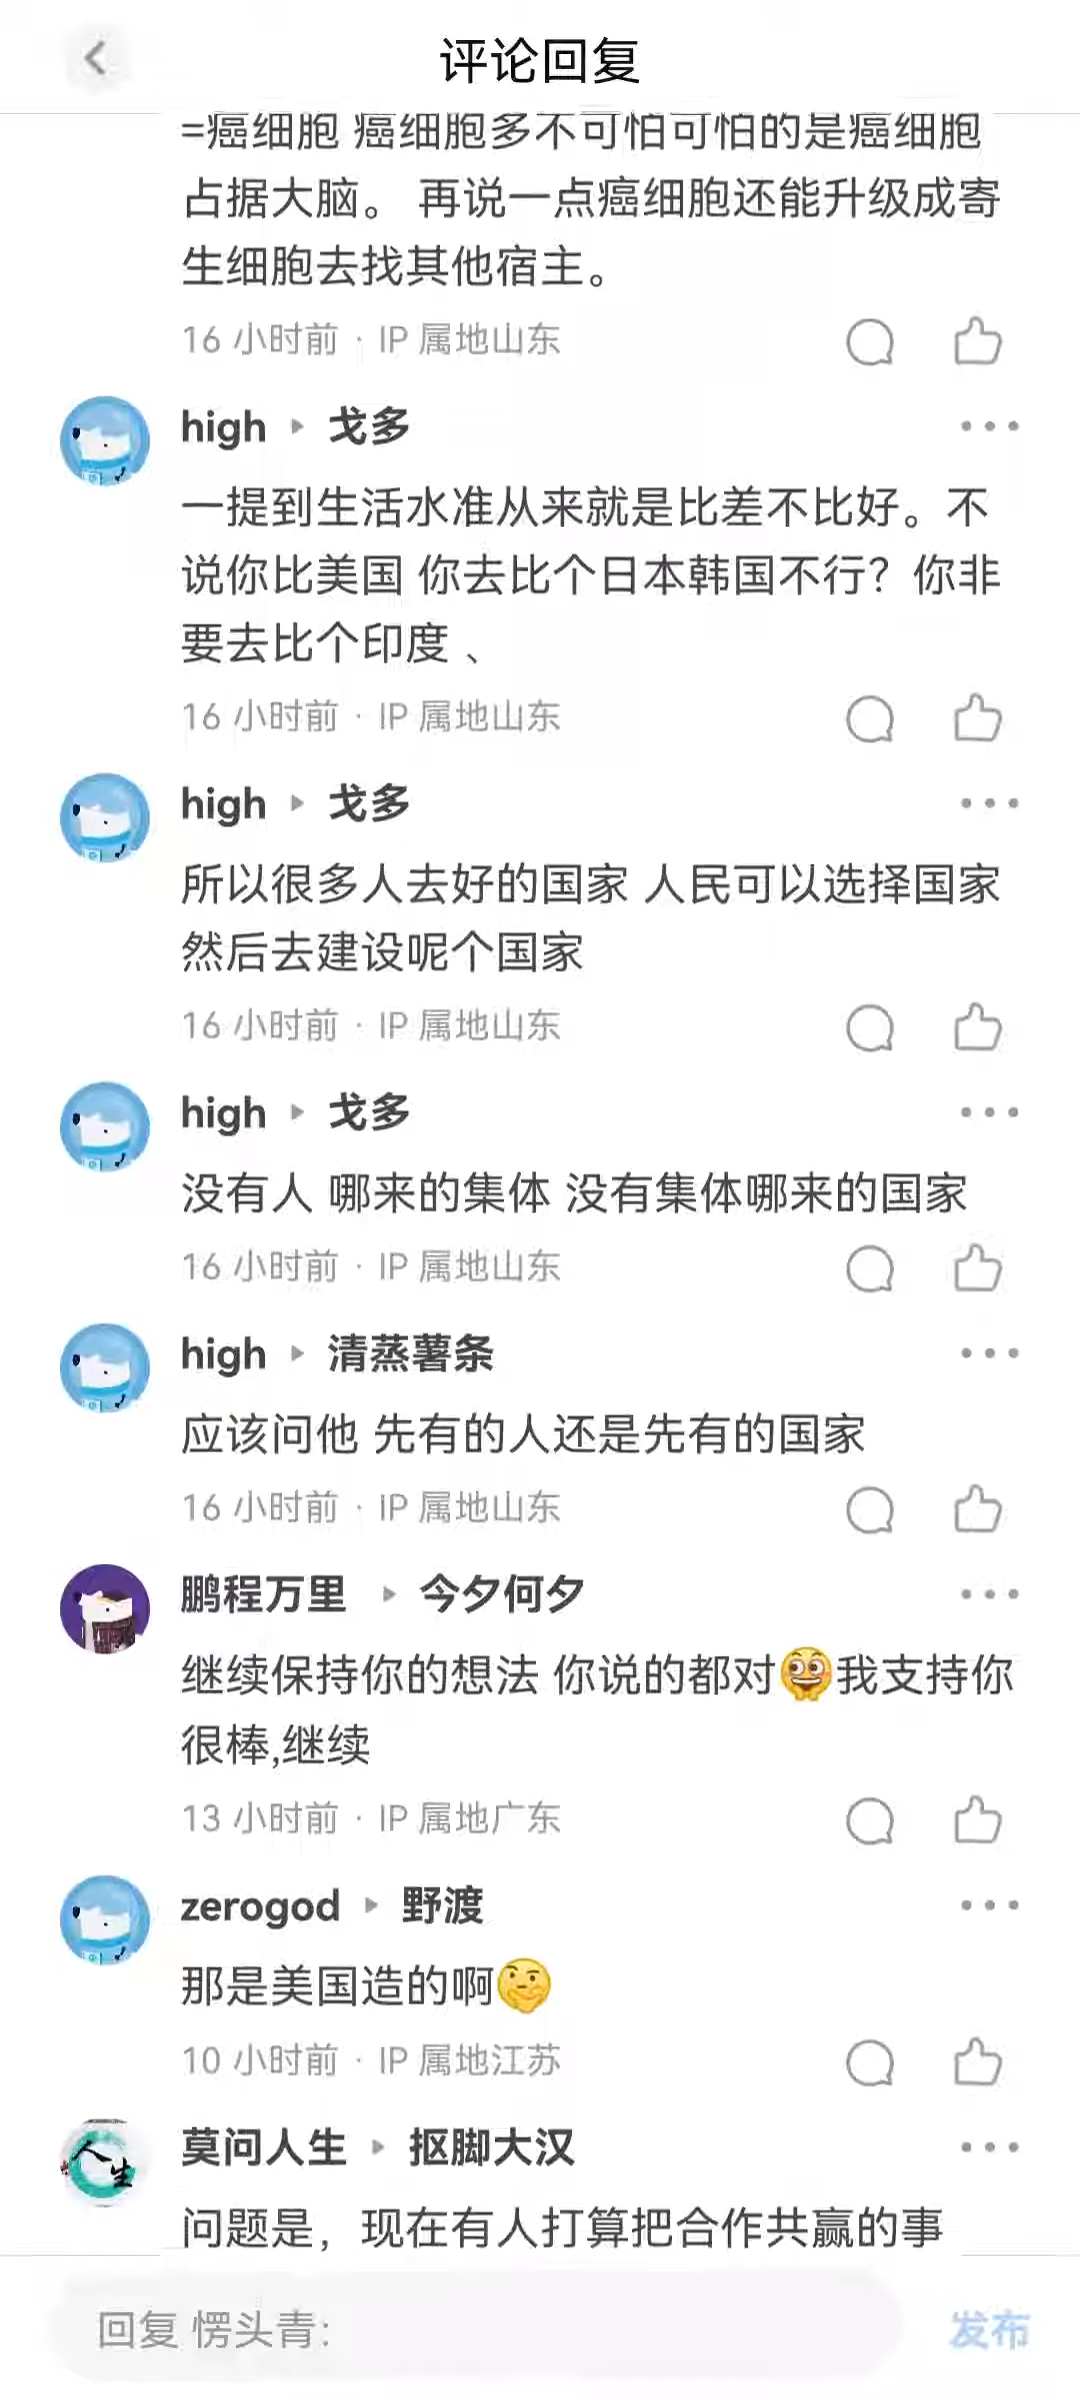 评论回复
=癌细胞 癌细胞多不可怕可怕的是癌细胞
占据大脑。 再说一点癌细胞还能升级成寄
生细胞去找其他宿主。
16 小时前 · IP 属地山东
high ▸ 戈多
一提到生活水准从来就是比差不比好。不
说你比美国 你去比个日本韩国不行？你非
要去比个印度 、
16 小时前 · IP 属地山东
high ▸ 戈多
所以很多人去好的国家 人民可以选择国家
然后去建设呢个国家
16 小时前 · IP 属地山东
high ▸ 戈多
没有人 哪来的集体 没有集体哪来的国家
16 小时前 · IP 属地山东
high ▸ 清蒸薯条
应该问他 先有的人还是先有的国家
16 小时前 · IP 属地山东
鹏程万里 ▸ 今夕何夕
继续保持你的想法 你说的都对🤪我支持你
很棒,继续
13 小时前 · IP 属地广东
zerogod ▸ 野渡
那是美国造的啊🤔
10 小时前 · IP 属地江苏
人生
莫问人生 ▸ 抠脚大汉
问题是，现在有人打算把合作共赢的事
回复 愣头青:
发布